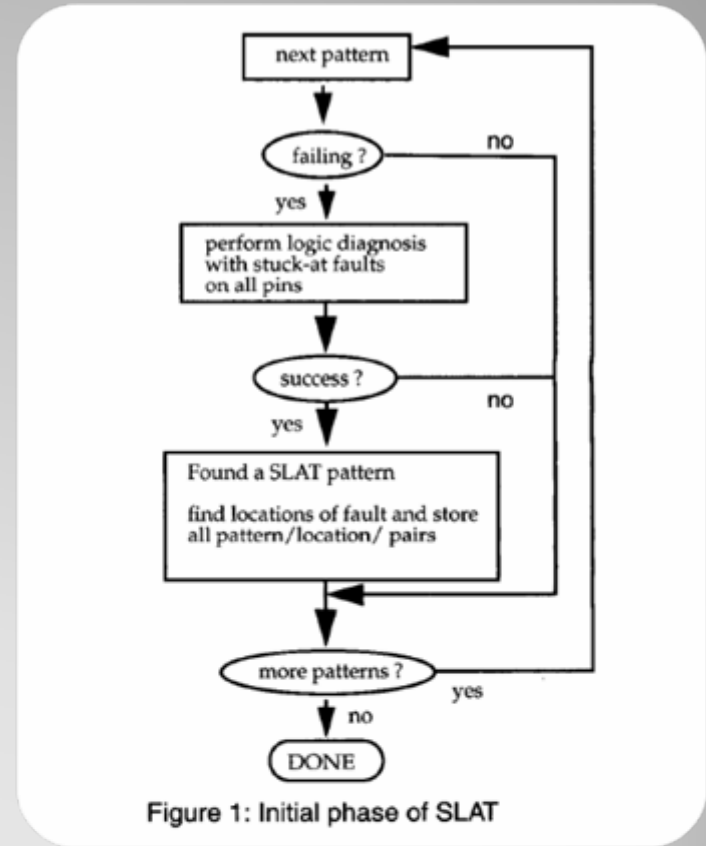 next pattern
failing ?
no
yes
perform logic diagnosis
with stuck-at faults
on all pins
success ?
no
yes
Found a SLAT pattern
find locations of fault and store
all pattern/location/ pairs
more patterns ?
yes
no
DONE
Figure 1: Initial phase of SLAT